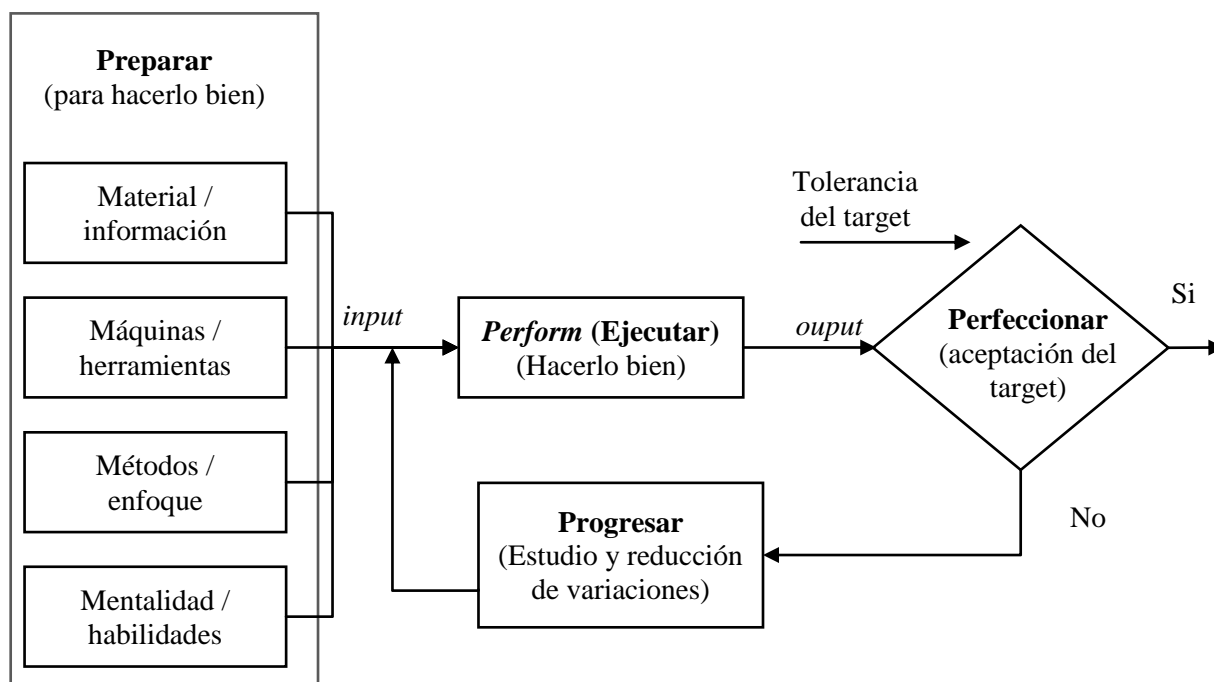 Preparar
(para hacerlo bien)
Material /
información
Máquinas /
herramientas
Métodos /
enfoque
Mentalidad /
habilidades
input
Perform (Ejecutar)
(Hacerlo bien)
ouput
Tolerancia
del target
Perfeccionar
(aceptación del
target)
Si
No
Progresar
(Estudio y reducción
de variaciones)